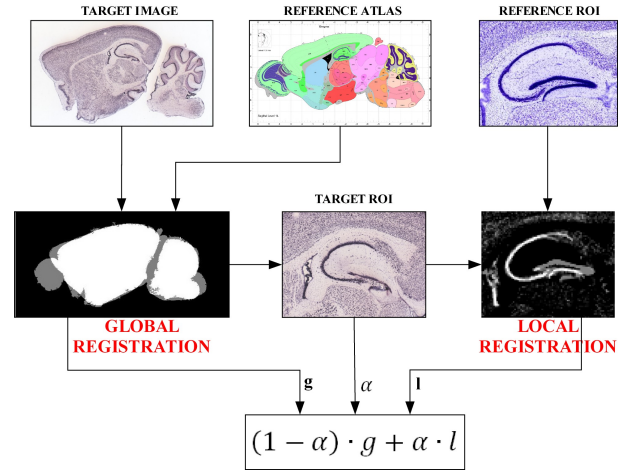 TARGET IMAGE
REFERENCE ATLAS
REFERENCE ROI
TARGET ROI
GLOBAL
REGISTRATION
LOCAL
REGISTRATION
g
α
l
(1 − α) · g + α · l